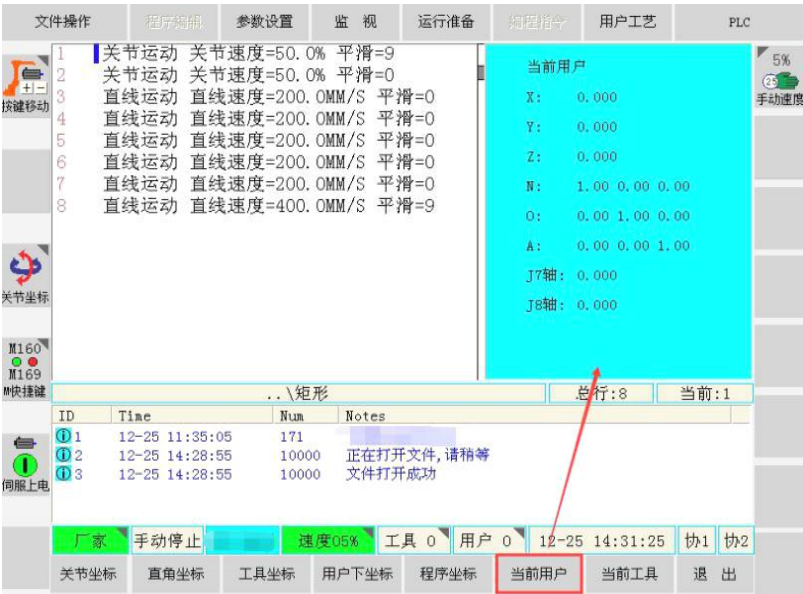 文件操作 程序编辑 参数设置 监 视 运行准备 编程指令 用户工艺 PLC
按键移动
关节坐标
M160
M169
M快捷键
伺服上电
1 关节运动 关节速度=50.0% 平滑=9
2 关节运动 关节速度=50.0% 平滑=0
3 直线运动 直线速度=200.0MM/S 平滑=0
4 直线运动 直线速度=200.0MM/S 平滑=0
5 直线运动 直线速度=200.0MM/S 平滑=0
6 直线运动 直线速度=200.0MM/S 平滑=0
7 直线运动 直线速度=200.0MM/S 平滑=0
8 直线运动 直线速度=400.0MM/S 平滑=9
当前用户
X: 0.000
Y: 0.000
Z: 0.000
N: 1.00 0.00 0.00
O: 0.00 1.00 0.00
A: 0.00 0.00 1.00
J7轴: 0.000
J8轴: 0.000
5%
25
手动速度
..\矩形 总行:8 当前:1
ID Time Num Notes
1 12-25 11:35:05 171
2 12-25 14:28:55 10000 正在打开文件,请稍等
3 12-25 14:28:55 10000 文件打开成功
厂家 手动停止 速度05% 工具 0 用户 0 12-25 14:31:25 协1 协2
关节坐标 直角坐标 工具坐标 用户下坐标 程序坐标 当前用户 当前工具 退 出